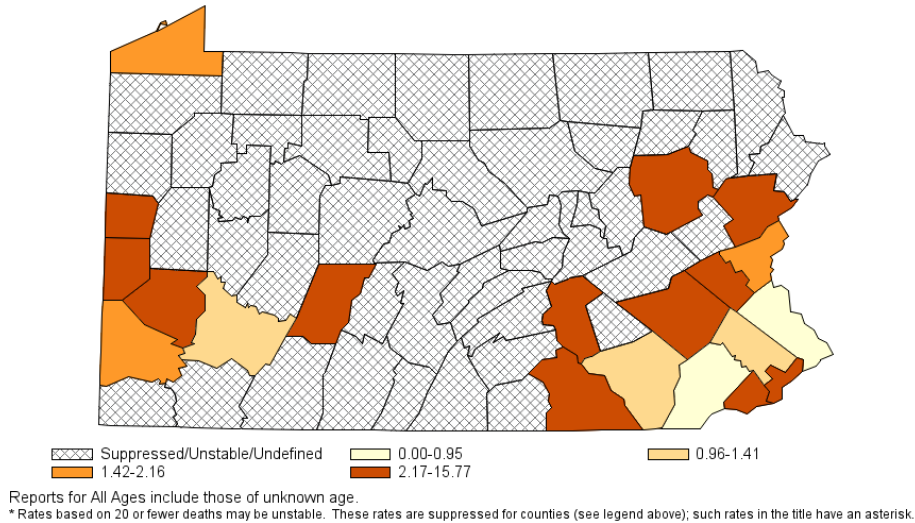 Suppressed/Unstable/Undefined 0.00-0.95 0.96-1.41
1.42-2.16 2.17-15.77
Reports for All Ages include those of unknown age.
* Rates based on 20 or fewer deaths may be unstable. These rates are suppressed for counties (see legend above); such rates in the title have an asterisk.